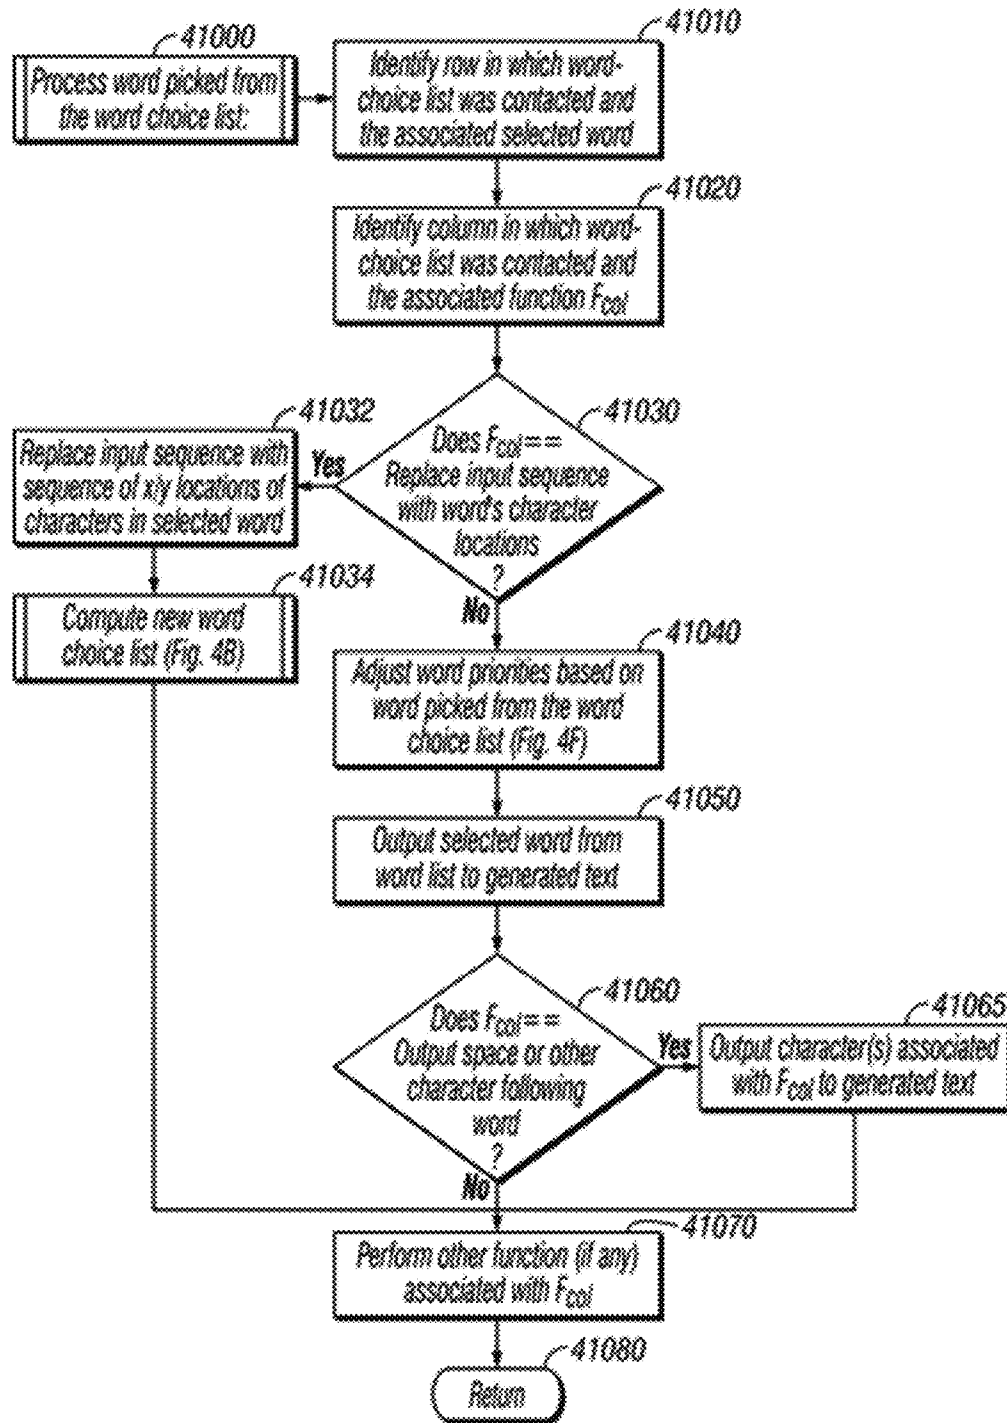 41000
Process word picked from
the word choice list:
41010
Identify row in which word-
choice list was contacted and
the associated selected word
41020
Identify column in which word-
choice list was contacted and
the associated function Fcol
41030
Does Fcol==
Replace input sequence
with word's character
locations
?
Yes
No
41032
Replace input sequence with
sequence of x/y locations of
characters in selected word
41034
Compute new word
choice list (Fig. 4B)
41040
Adjust word priorities based on
word picked from the word
choice list (Fig. 4F)
41050
Output selected word from
word list to generated text
41060
Does Fcol==
Output space or other
character following
word
?
Yes
No
41065
Output character(s) associated
with Fcol to generated text
41070
Perform other function (if any)
associated with Fcol
41080
Return